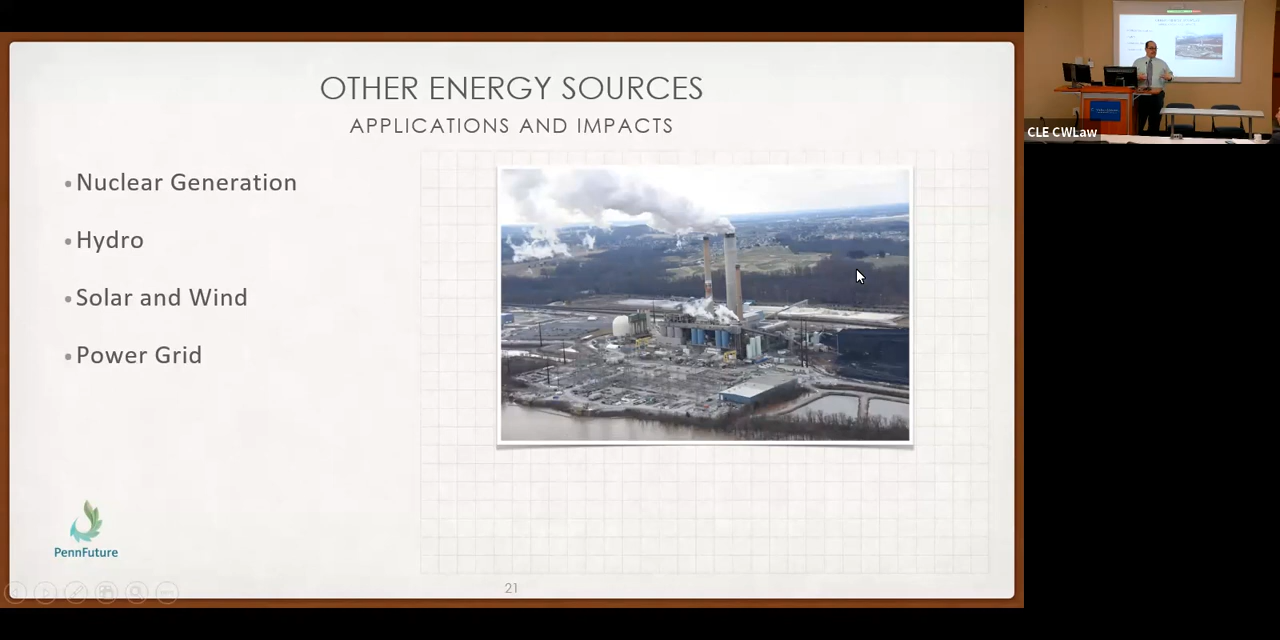 OTHER ENERGY SOURCES
APPLICATIONS AND IMPACTS
• Nuclear Generation
• Hydro
• Solar and Wind
• Power Grid
PennFuture
21
CLE CWLaw